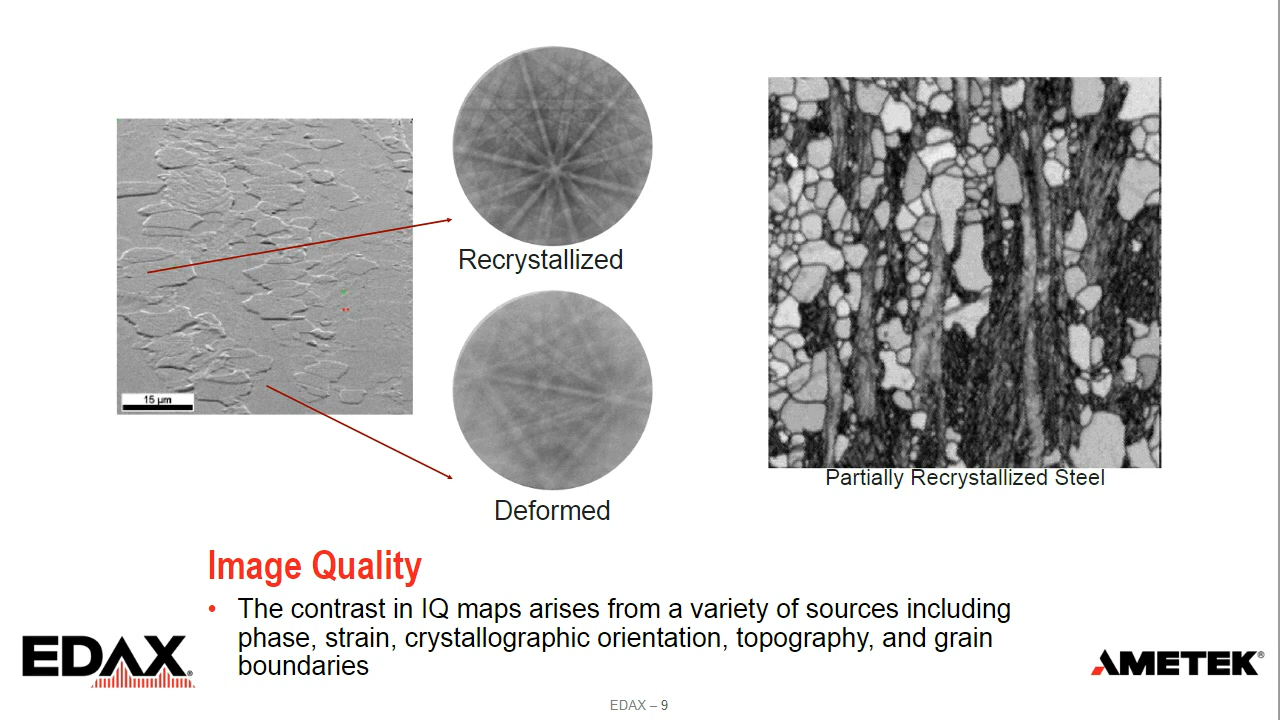 15 µm
Recrystallized
Deformed
Partially Recrystallized Steel
Image Quality
• The contrast in IQ maps arises from a variety of sources including
phase, strain, crystallographic orientation, topography, and grain
boundaries
EDAX®
AMETEK®
EDAX – 9